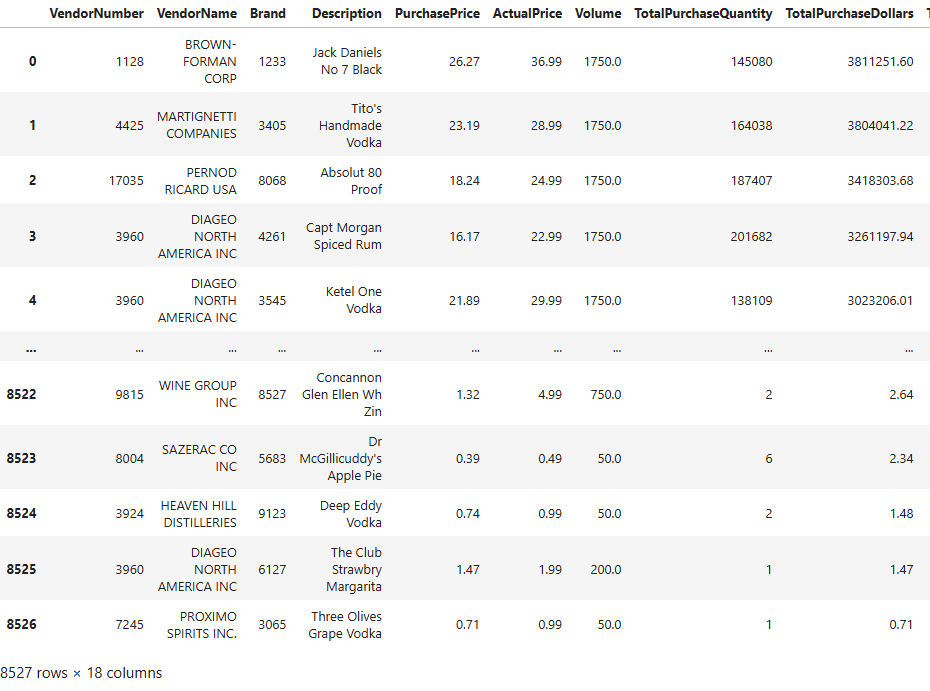 VendorNumber VendorName Brand Description PurchasePrice ActualPrice Volume TotalPurchaseQuantity TotalPurchaseDollars
0 1128 BROWN-FORMAN CORP 1233 Jack Daniels No 7 Black 26.27 36.99 1750.0 145080 3811251.60
1 4425 MARTIGNETTI COMPANIES 3405 Tito's Handmade Vodka 23.19 28.99 1750.0 164038 3804041.22
2 17035 PERNOD RICARD USA 8068 Absolut 80 Proof 18.24 24.99 1750.0 187407 3418303.68
3 3960 DIAGEO NORTH AMERICA INC 4261 Capt Morgan Spiced Rum 16.17 22.99 1750.0 201682 3261197.94
4 3960 DIAGEO NORTH AMERICA INC 3545 Ketel One Vodka 21.89 29.99 1750.0 138109 3023206.01
... ... ... ... ... ... ... ... ... ...
8522 9815 WINE GROUP INC 8527 Concannon Glen Ellen Wh Zin 1.32 4.99 750.0 2 2.64
8523 8004 SAZERAC CO INC 5683 Dr McGillicuddy's Apple Pie 0.39 0.49 50.0 6 2.34
8524 3924 HEAVEN HILL DISTILLERIES 9123 Deep Eddy Vodka 0.74 0.99 50.0 2 1.48
8525 3960 DIAGEO NORTH AMERICA INC 6127 The Club Strawbry Margarita 1.47 1.99 200.0 1 1.47
8526 7245 PROXIMO SPIRITS INC. 3065 Three Olives Grape Vodka 0.71 0.99 50.0 1 0.71
8527 rows × 18 columns